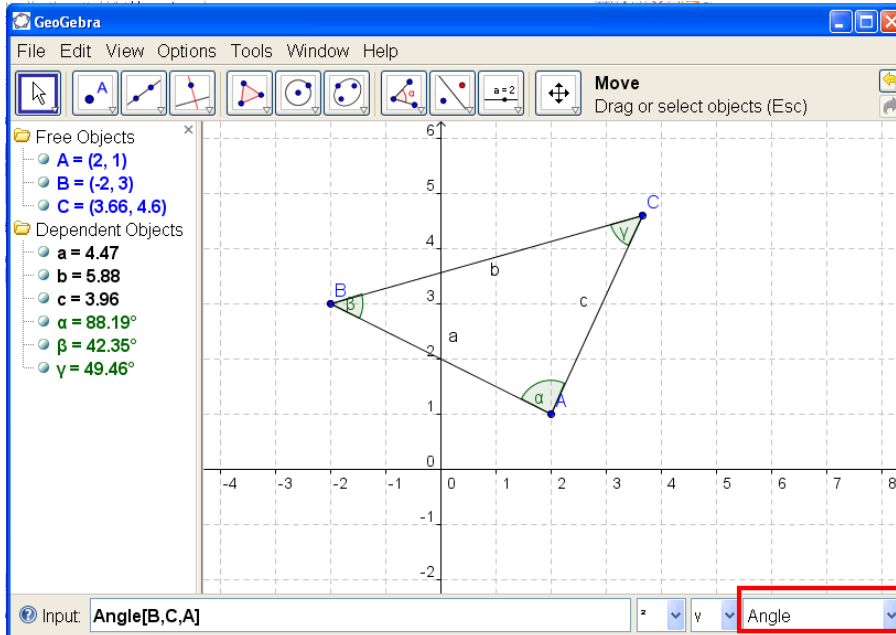 GeoGebra
File Edit View Options Tools Window Help
A
α
a = 2
Move
Drag or select objects (Esc)
Free Objects
A = (2, 1)
B = (-2, 3)
C = (3.66, 4.6)
Dependent Objects
a = 4.47
b = 5.88
c = 3.96
α = 88.19°
β = 42.35°
γ = 49.46°
6
5
C
γ
4
b
B
3
β
c
a
2
α A
1
0
-4 -3 -2 -1 0 1 2 3 4 5 6 7 8
-1
-2
Input: Angle[B,C,A] ² γ Angle